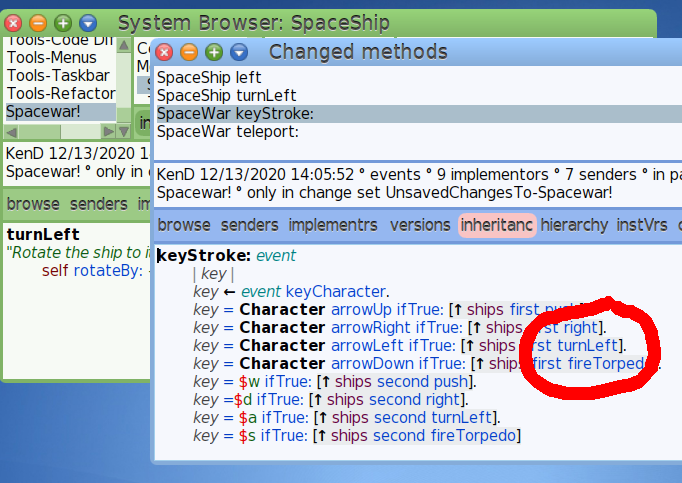 System Browser: SpaceShip
Tools-Menus
Tools-Taskbar
Tools-Refactor
Spacewar!
KenD 12/13/2020 1
Spacewar! ° only in
browse senders im
turnLeft
"Rotate the ship to it
self rotateBy:
Changed methods
SpaceShip left
SpaceShip turnLeft
SpaceWar keyStroke:
SpaceWar teleport:
KenD 12/13/2020 14:05:52 ° events ° 9 implementors ° 7 senders ° in pa
Spacewar! ° only in change set UnsavedChangesTo-Spacewar!
browse senders implementrs versions inheritanc hierarchy instVrs
keyStroke: event
| key |
key ← event keyCharacter.
key = Character arrowUp ifTrue: [↑ ships first push].
key = Character arrowRight ifTrue: [↑ ships first right].
key = Character arrowLeft ifTrue: [↑ ships first turnLeft].
key = Character arrowDown ifTrue: [↑ ships first fireTorpedo].
key = $w ifTrue: [↑ ships second push].
key =$d ifTrue: [↑ ships second right].
key = $a ifTrue: [↑ ships second turnLeft].
key = $s ifTrue: [↑ ships second fireTorpedo]